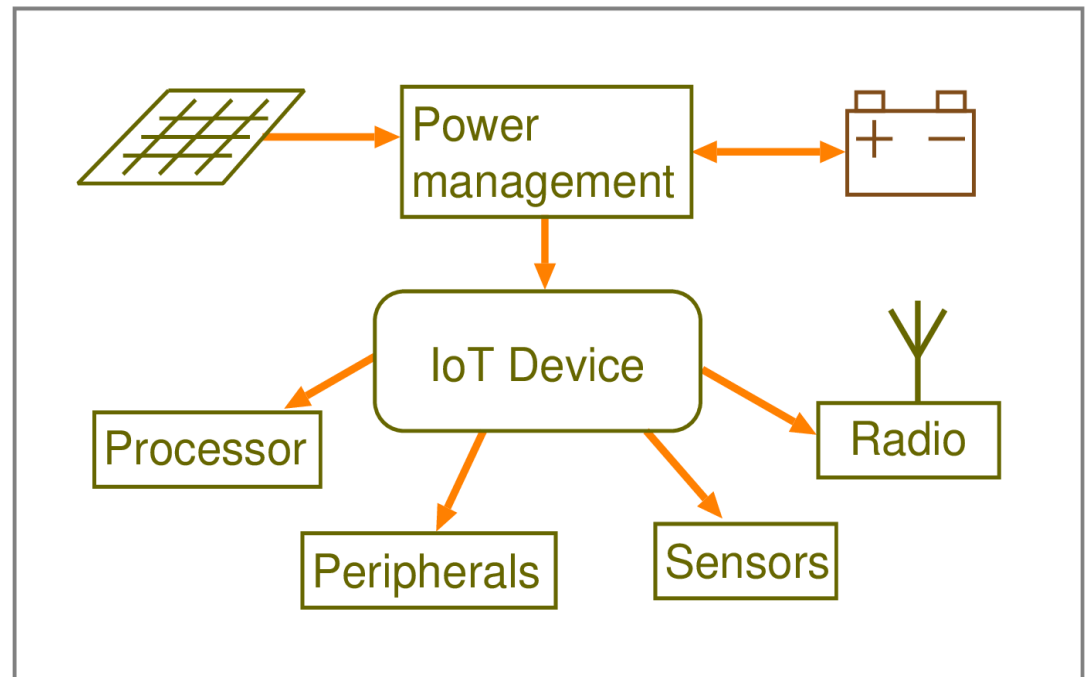 Power
management
+ −
IoT Device
Radio
Processor
Sensors
Peripherals